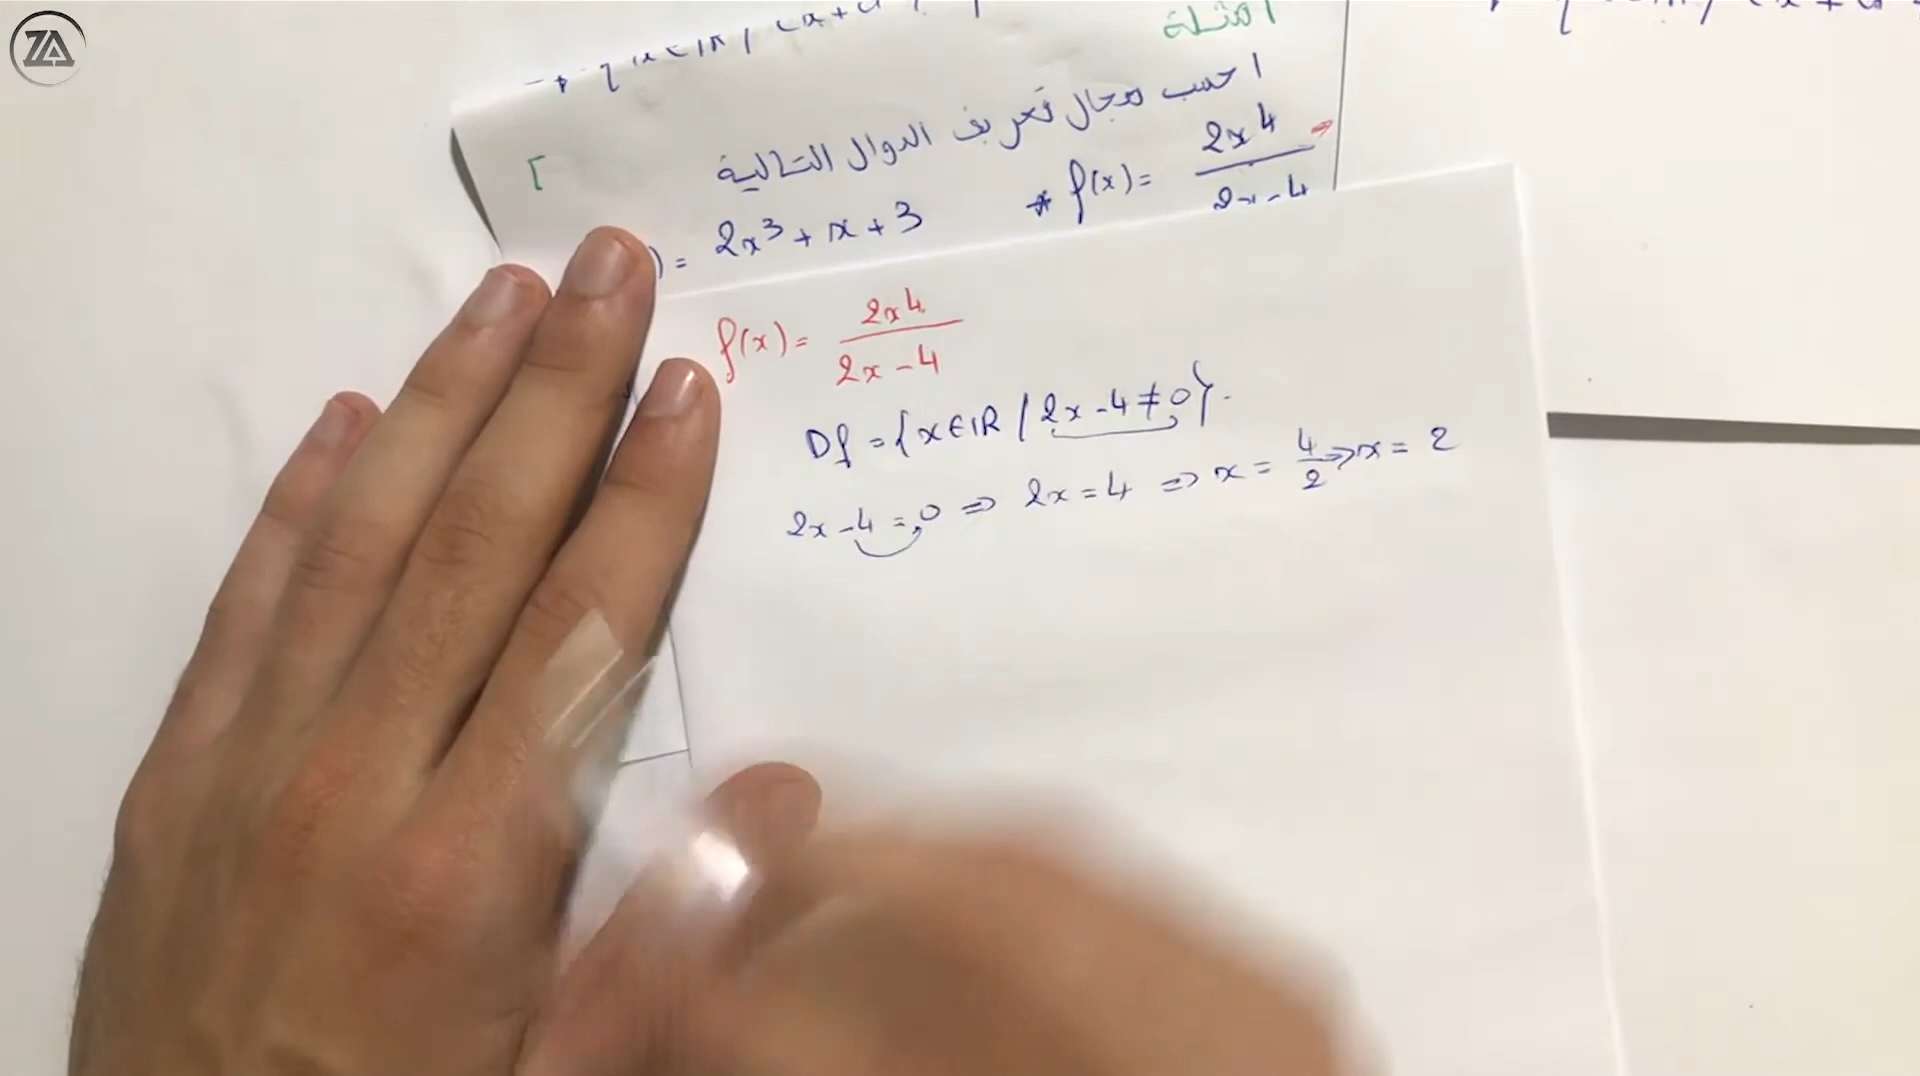 ZA
أمثلة
احسب مجال تعريف الدوال التالية
) = 2x³ + x + 3 * f(x) = 2x⁴ / 2x - 4
f(x) = 2x⁴ / 2x - 4
Df = {x ∈ IR / 2x - 4 ≠ 0}.
2x - 4 = 0 ⇒ 2x = 4 ⇒ x = 4/2 ⇒ x = 2